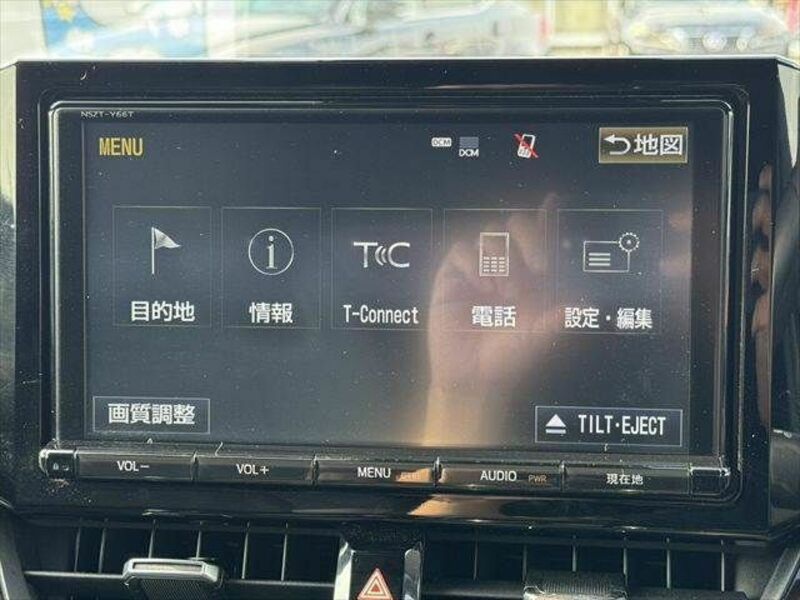 NSZT-Y66T
MENU
DCM
DCM
地図
目的地
情報
TC
T-Connect
電話
設定・編集
画質調整
TILT·EJECT
VOL−
VOL+
MENU
AUDIO PWR
現在地